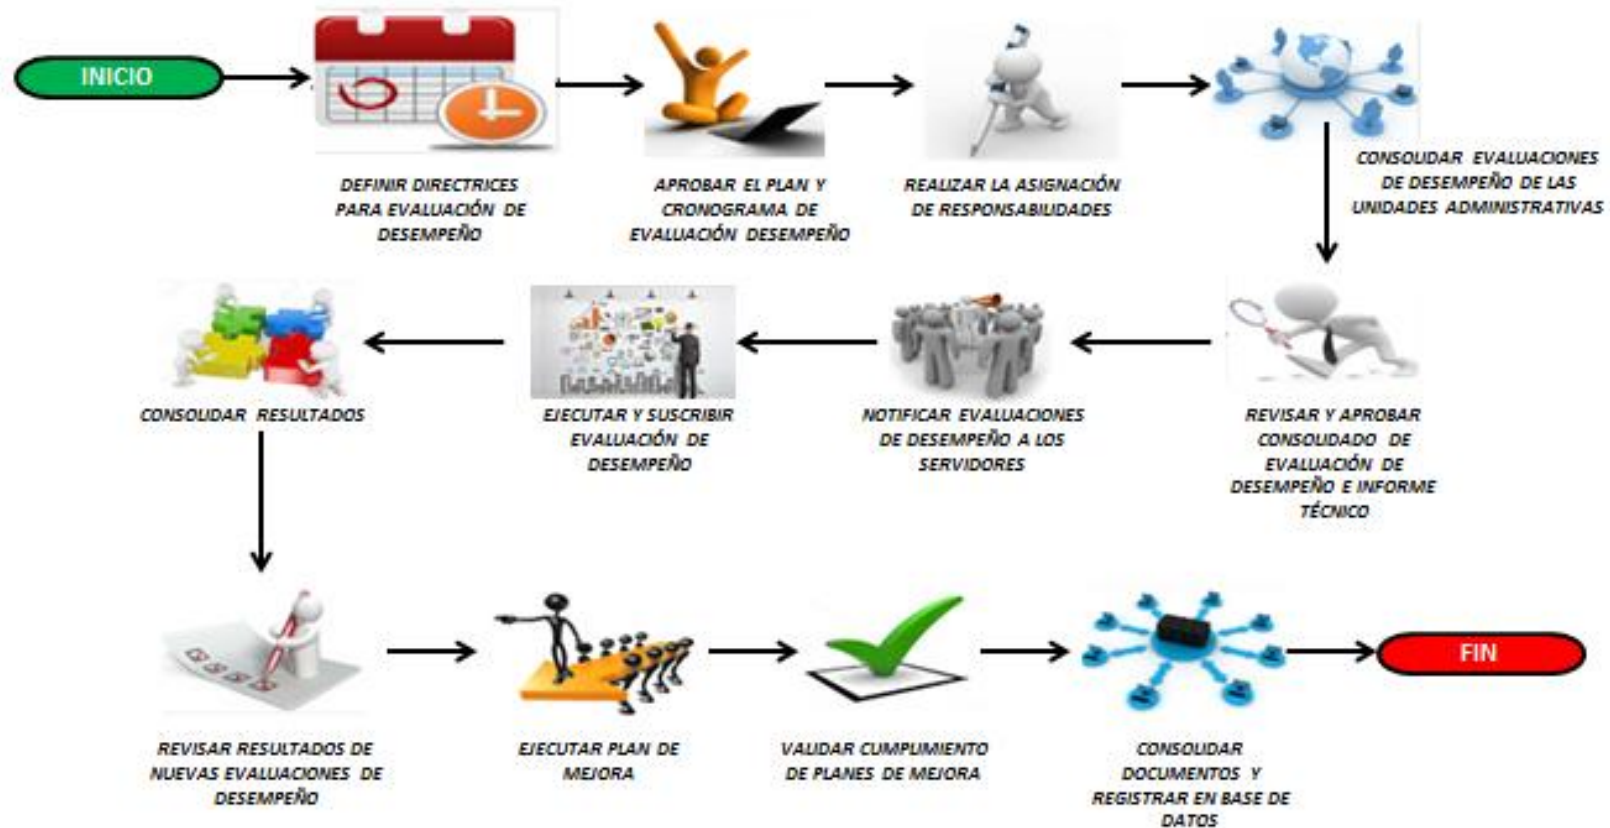 INICIO
DEFINIR DIRECTRICES
PARA EVALUACIÓN DE
DESEMPEÑO
APROBAR EL PLAN Y
CRONOGRAMA DE
EVALUACIÓN DESEMPEÑO
REALIZAR LA ASIGNACIÓN
DE RESPONSABILIDADES
CONSOLIDAR EVALUACIONES
DE DESEMPEÑO DE LAS
UNIDADES ADMINISTRATIVAS
REVISAR Y APROBAR
CONSOLIDADO DE
EVALUACIÓN DE
DESEMPEÑO E INFORME
TÉCNICO
NOTIFICAR EVALUACIONES
DE DESEMPEÑO A LOS
SERVIDORES
EJECUTAR Y SUSCRIBIR
EVALUACIÓN DE
DESEMPEÑO
CONSOLIDAR RESULTADOS
REVISAR RESULTADOS DE
NUEVAS EVALUACIONES DE
DESEMPEÑO
EJECUTAR PLAN DE
MEJORA
VALIDAR CUMPLIMIENTO
DE PLANES DE MEJORA
CONSOLIDAR
DOCUMENTOS Y
REGISTRAR EN BASE DE
DATOS
FIN